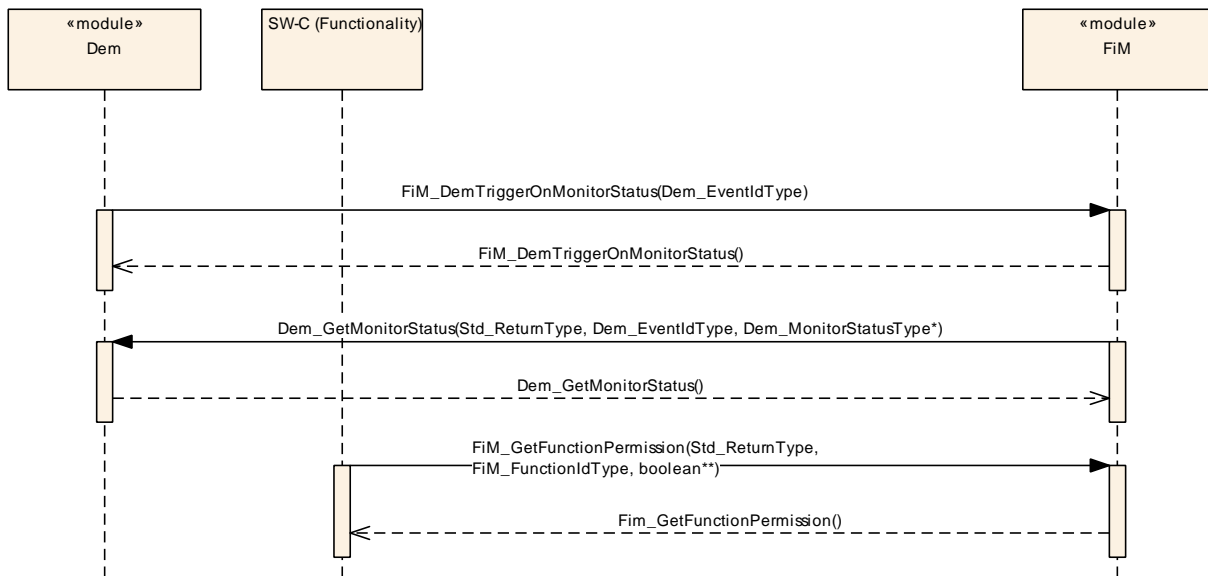 «module»
Dem
SW-C (Functionality)
«module»
FiM
FiM_DemTriggerOnMonitorStatus(Dem_EventIdType)
FiM_DemTriggerOnMonitorStatus()
Dem_GetMonitorStatus(Std_ReturnType, Dem_EventIdType, Dem_MonitorStatusType*)
Dem_GetMonitorStatus()
FiM_GetFunctionPermission(Std_ReturnType,
FiM_FunctionIdType, boolean**)
Fim_GetFunctionPermission()